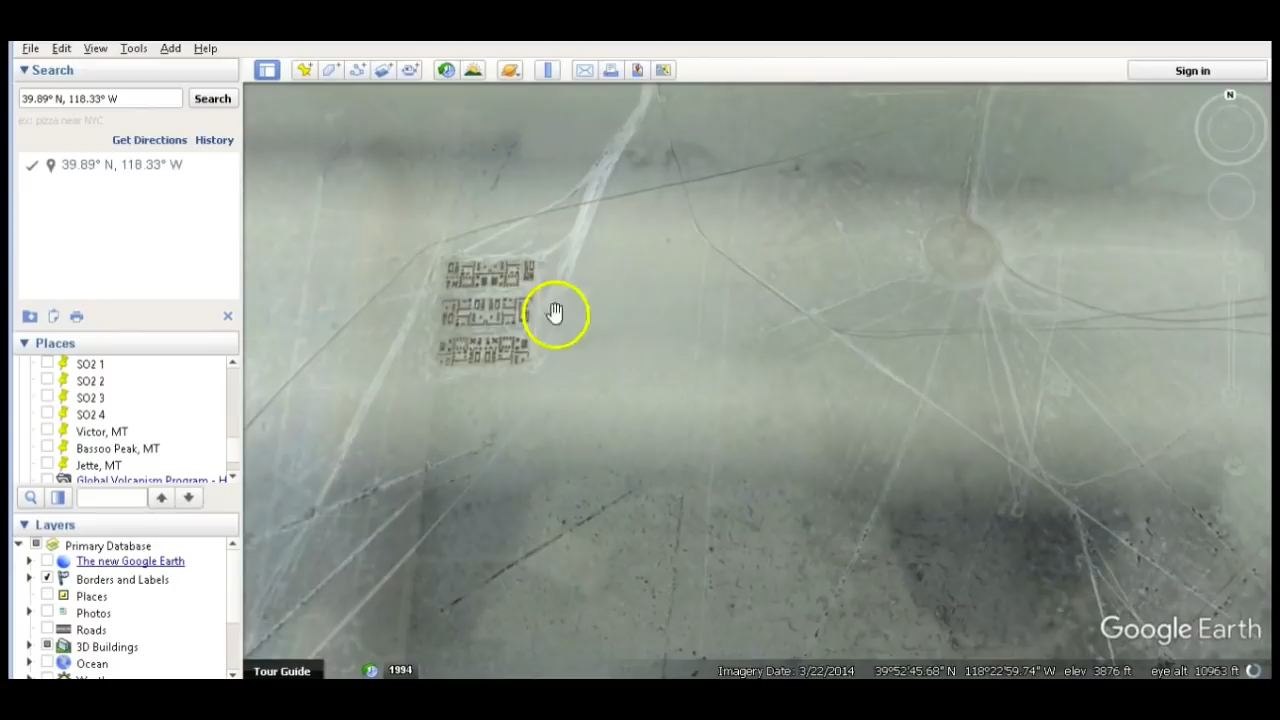 File Edit View Tools Add Help
Search
Sign in
39.89° N, 118.33° W Search
ex: pizza near NYC
Get Directions History
39.89° N, 118.33° W
N
Places
SO2 1
SO2 2
SO2 3
SO2 4
Victor, MT
Bassoo Peak, MT
Jette, MT
Global Volcanism Program - H
Layers
Primary Database
The new Google Earth
Borders and Labels
Places
Photos
Roads
3D Buildings
Ocean
Google Earth
Tour Guide 1994 Imagery Date: 3/22/2014 39°52'45.68" N 118°22'59.74" W elev 3876 ft eye alt 10963 ft